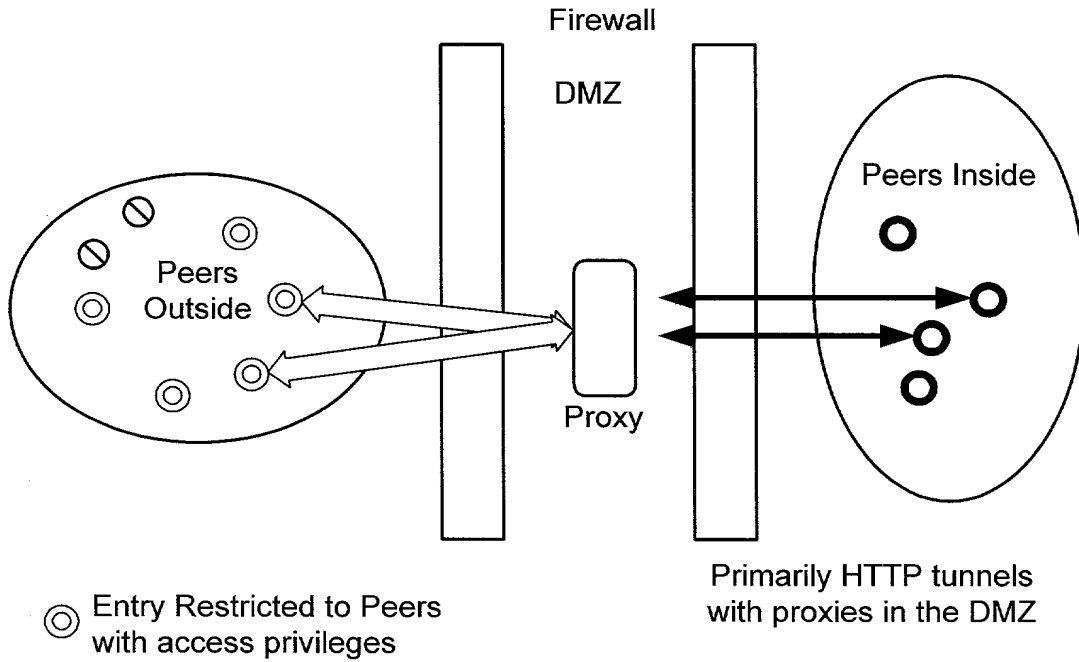 Firewall
DMZ
Peers Inside
Peers
Outside
Proxy
Primarily HTTP tunnels
with proxies in the DMZ
Entry Restricted to Peers
with access privileges